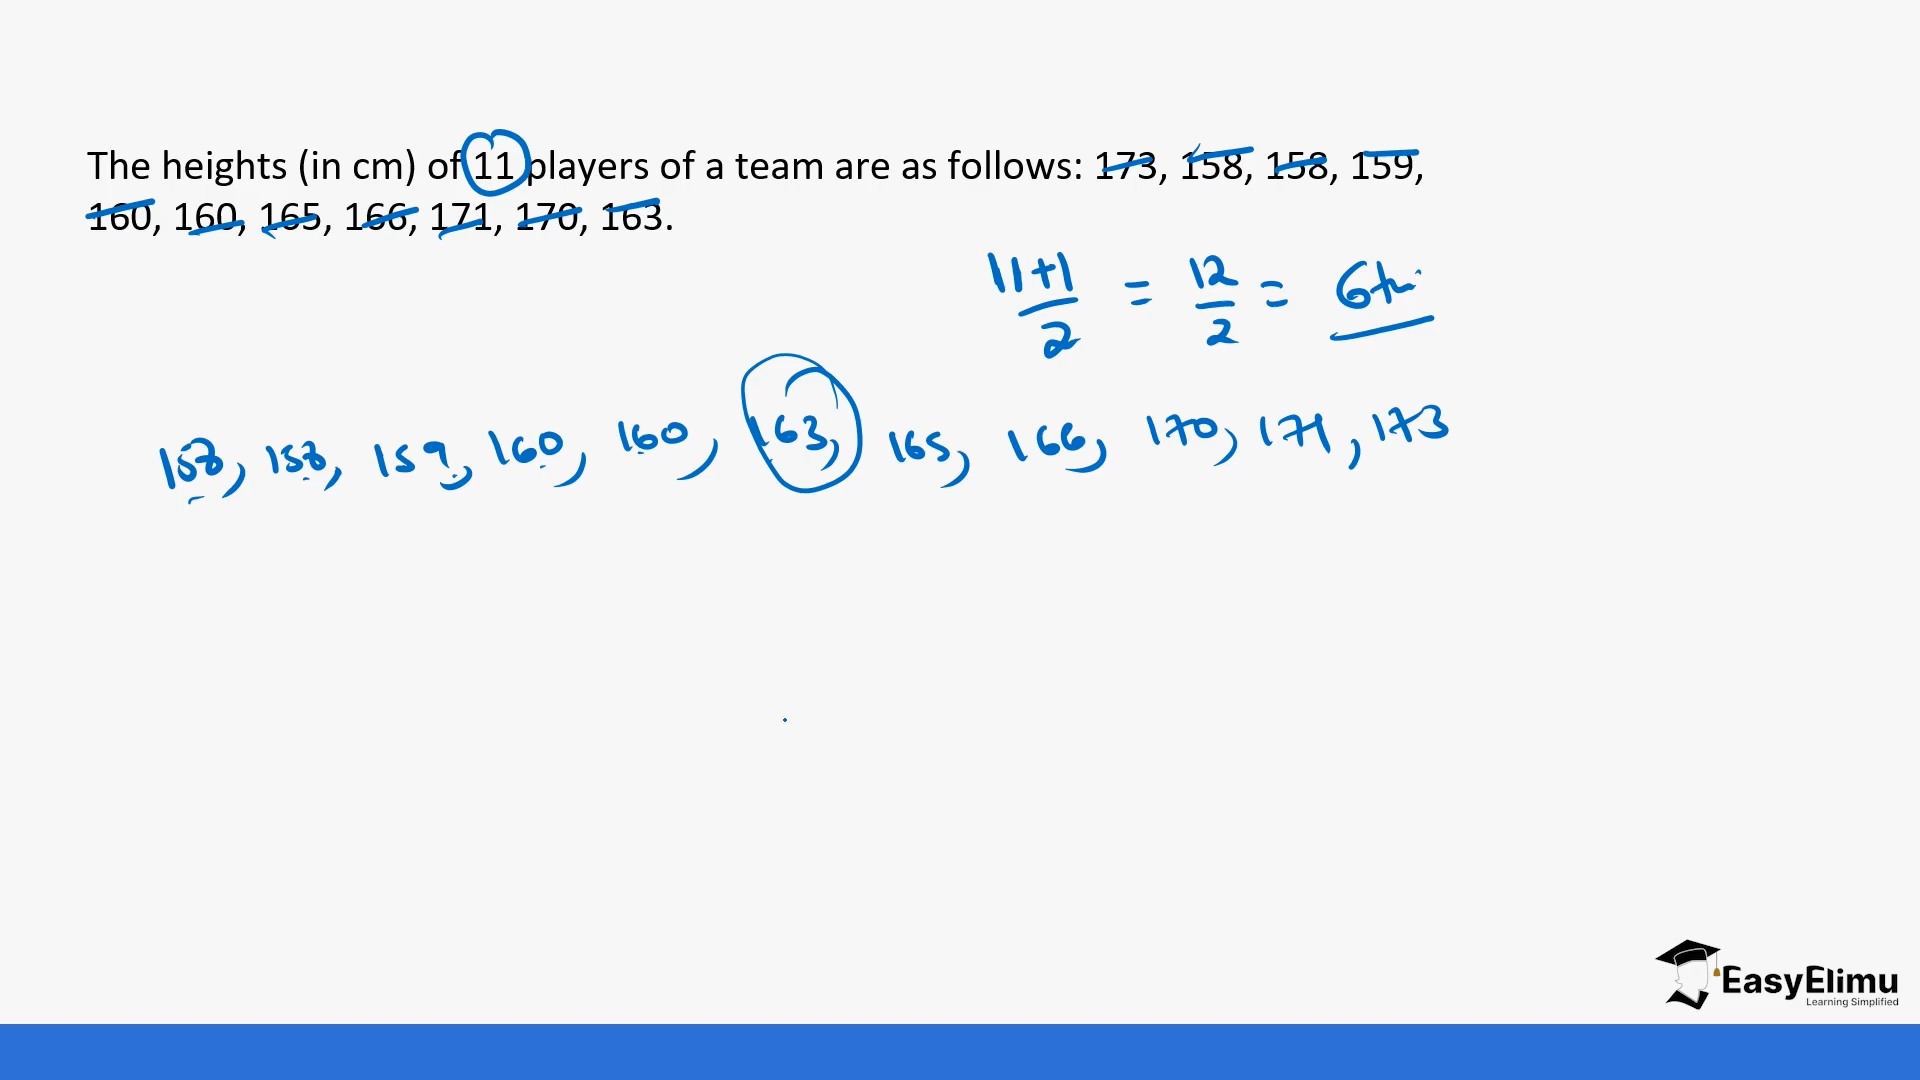 The heights (in cm) of 11 players of a team are as follows: 173, 158, 158, 159,
160, 160, 165, 166, 171, 170, 163.
11+1/2 = 12/2 = 6th
158, 158, 159, 160, 160, 163, 165, 166, 170, 171, 173
EasyElimu
Learning Simplified